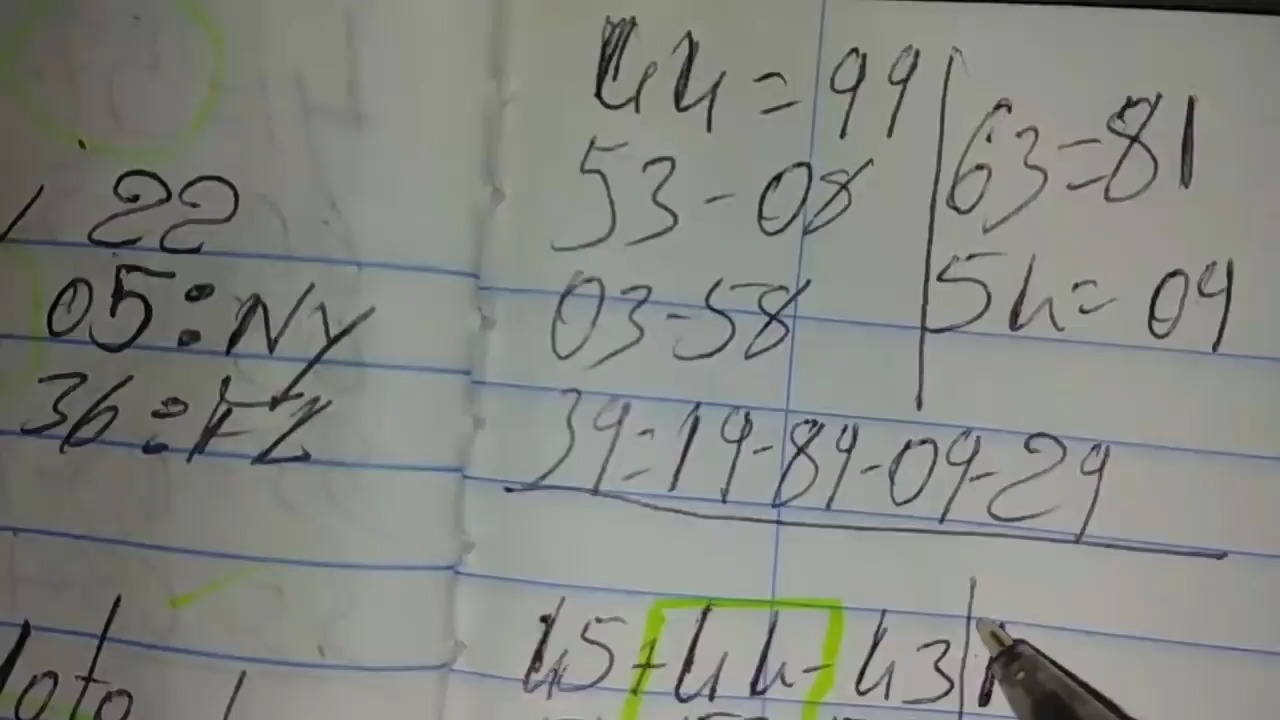 22
05:NY
36:FL
loto
44=99
53-08
03-58
63=81
54=09
39=19-89-09-29
45-44-43